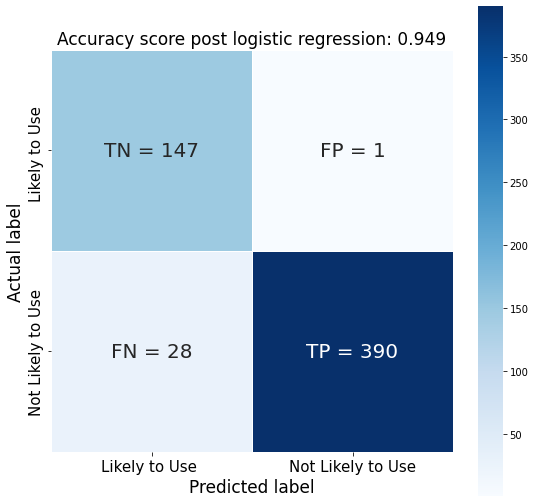 Accuracy score post logistic regression: 0.949
Actual label
Likely to Use
Not Likely to Use
TN = 147
FP = 1
FN = 28
TP = 390
Likely to Use
Not Likely to Use
Predicted label
350
300
250
200
150
100
50